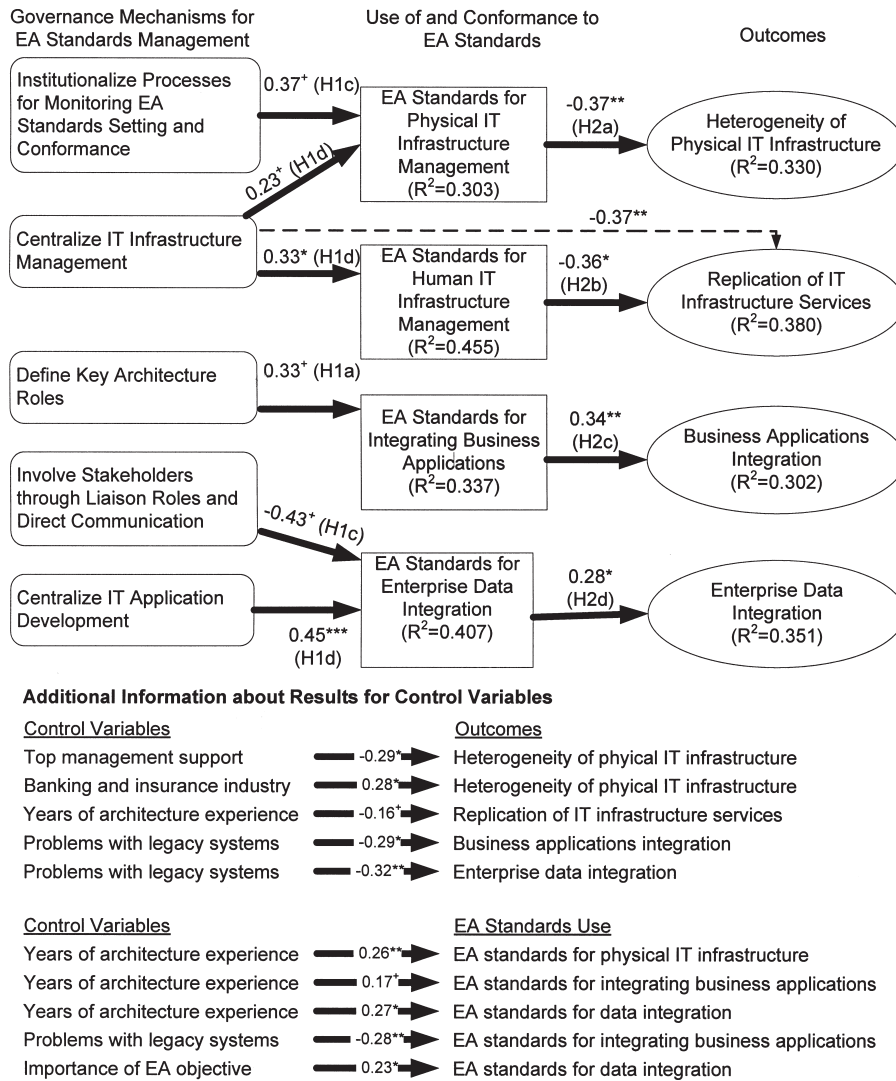 Governance Mechanisms for
EA Standards Management
Use of and Conformance to
EA Standards
Outcomes
Institutionalize Processes
for Monitoring EA
Standards Setting and
Conformance
0.37+ (H1c)
EA Standards for
Physical IT
Infrastructure
Management
(R²=0.303)
-0.37**
(H2a)
Heterogeneity of
Physical IT Infrastructure
(R²=0.330)
0.23+ (H1d)
Centralize IT Infrastructure
Management
-0.37**
0.33* (H1d)
EA Standards for
Human IT
Infrastructure
Management
(R²=0.455)
-0.36*
(H2b)
Replication of IT
Infrastructure Services
(R²=0.380)
Define Key Architecture
Roles
0.33+ (H1a)
EA Standards for
Integrating Business
Applications
(R²=0.337)
0.34**
(H2c)
Business Applications
Integration
(R²=0.302)
Involve Stakeholders
through Liaison Roles and
Direct Communication
-0.43+ (H1c)
Centralize IT Application
Development
0.45***
(H1d)
EA Standards for
Enterprise Data
Integration
(R²=0.407)
0.28*
(H2d)
Enterprise Data
Integration
(R²=0.351)
Additional Information about Results for Control Variables
Control Variables Outcomes
Top management support -0.29* Heterogeneity of phyical IT infrastructure
Banking and insurance industry 0.28* Heterogeneity of phyical IT infrastructure
Years of architecture experience -0.16+ Replication of IT infrastructure services
Problems with legacy systems -0.29* Business applications integration
Problems with legacy systems -0.32** Enterprise data integration
Control Variables EA Standards Use
Years of architecture experience 0.26** EA standards for physical IT infrastructure
Years of architecture experience 0.17+ EA standards for integrating business applications
Years of architecture experience 0.27* EA standards for data integration
Problems with legacy systems -0.28** EA standards for integrating business applications
Importance of EA objective 0.23* EA standards for data integration